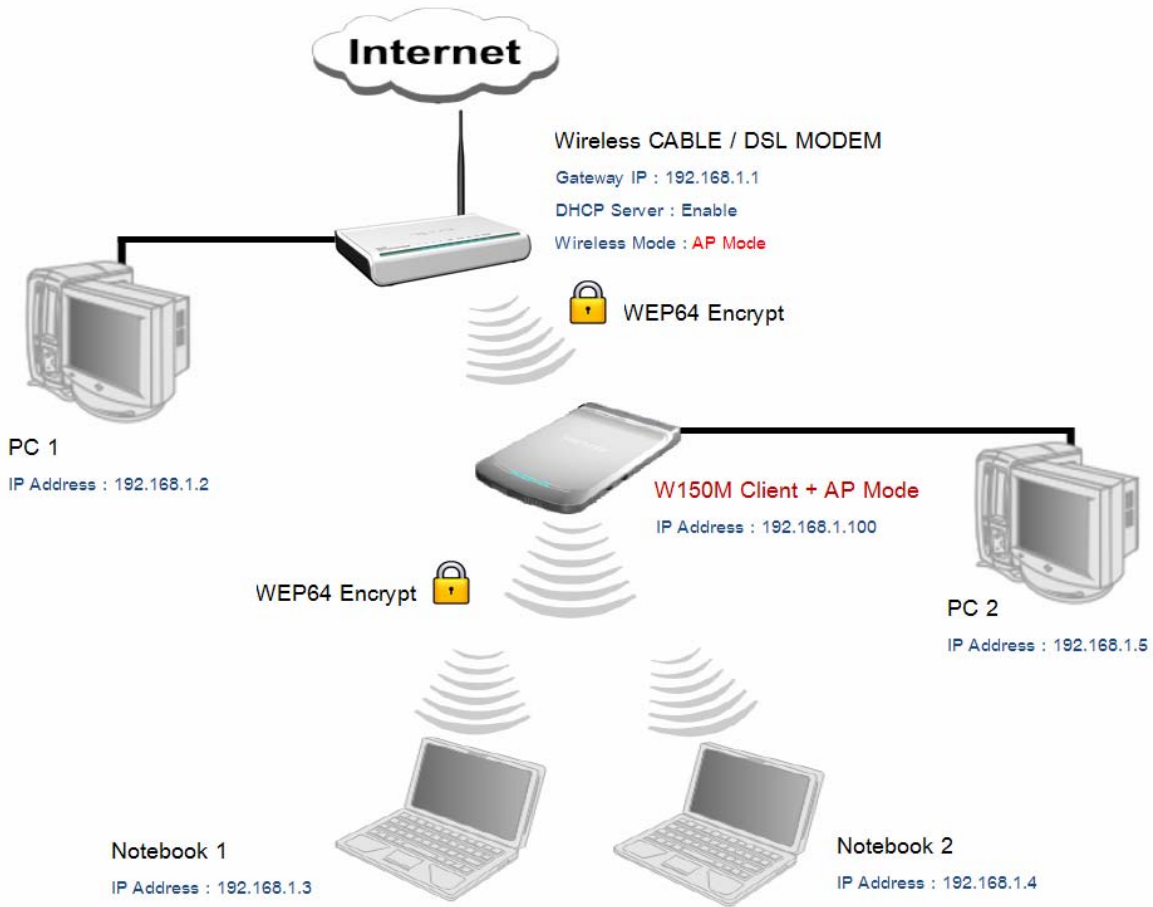 Internet
Wireless CABLE / DSL MODEM
Gateway IP : 192.168.1.1
DHCP Server : Enable
Wireless Mode : AP Mode
WEP64 Encrypt
PC 1
IP Address : 192.168.1.2
W150M Client + AP Mode
IP Address : 192.168.1.100
WEP64 Encrypt
PC 2
IP Address : 192.168.1.5
Notebook 1
IP Address : 192.168.1.3
Notebook 2
IP Address : 192.168.1.4